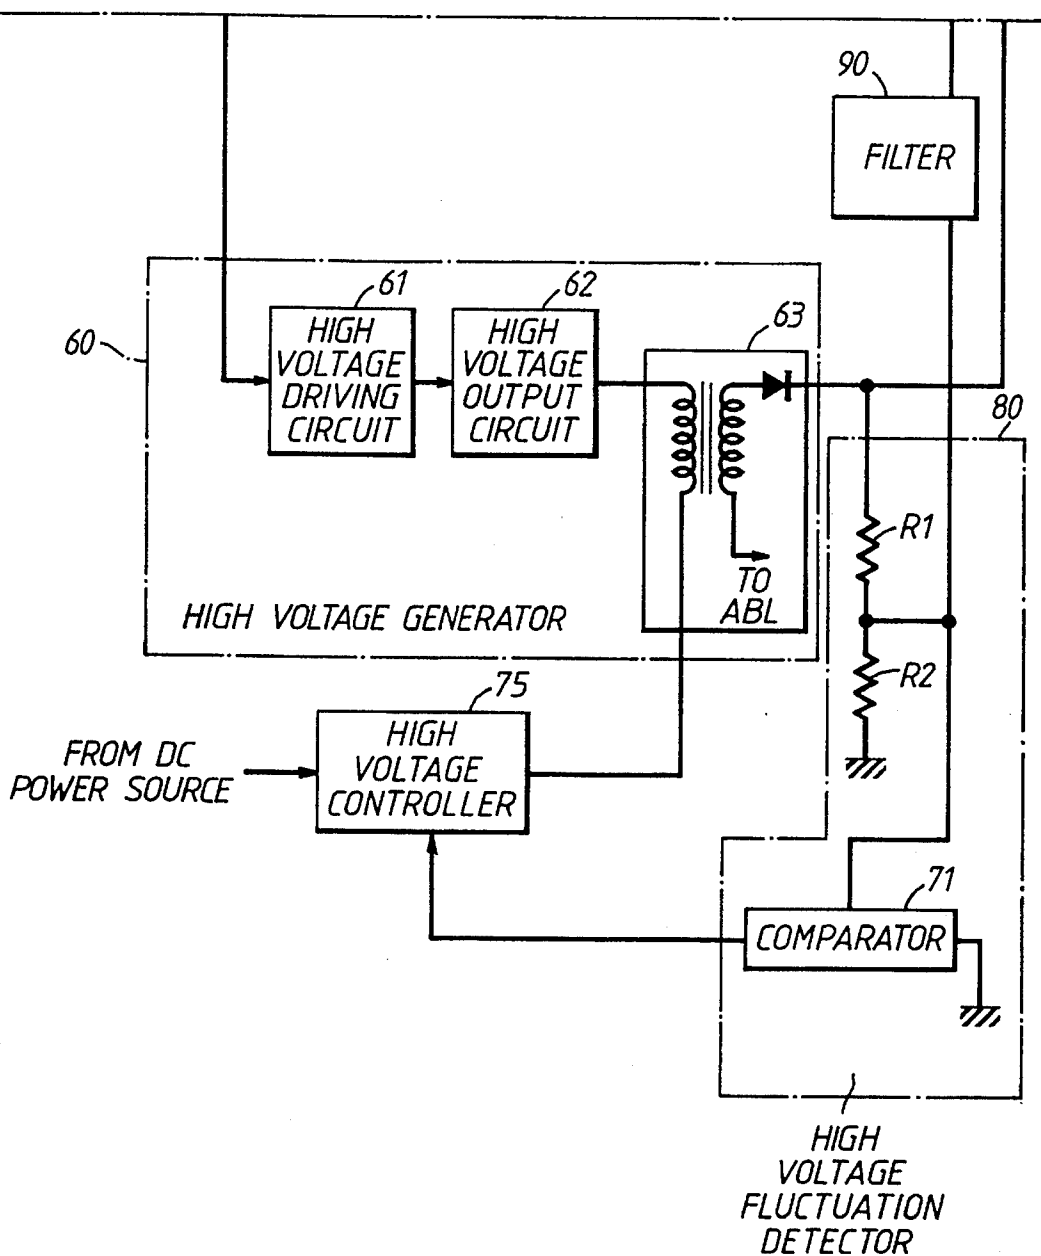 90
FILTER
60
61
HIGH
VOLTAGE
DRIVING
CIRCUIT
62
HIGH
VOLTAGE
OUTPUT
CIRCUIT
63
TO
ABL
HIGH VOLTAGE GENERATOR
80
R1
R2
75
HIGH
VOLTAGE
CONTROLLER
FROM DC
POWER SOURCE
71
COMPARATOR
HIGH
VOLTAGE
FLUCTUATION
DETECTOR